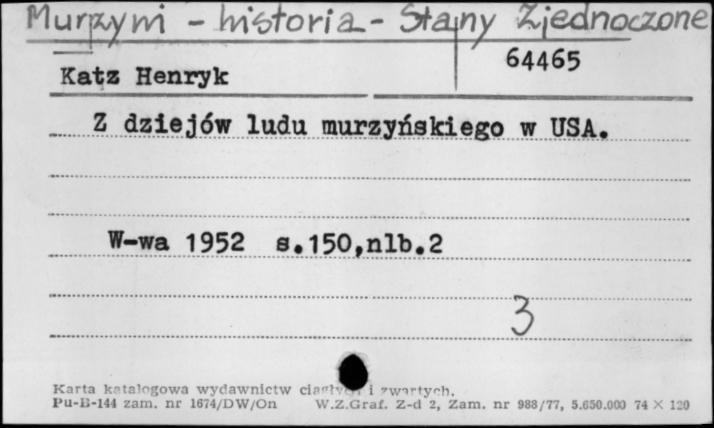 Murzyni - historia - Stany Zjednoczone
64465
Katz Henryk
Z dziejów ludu murzyńskiego w USA.
W-wa 1952 s.150,nlb.2
3
Karta katalogowa wydawnictw ciągłych i zwartych.
Pu-B-144 zam. nr 1674/DW/On W.Z.Graf. Z-d 2, Zam. nr 988/77, 5.650.000 74 × 120